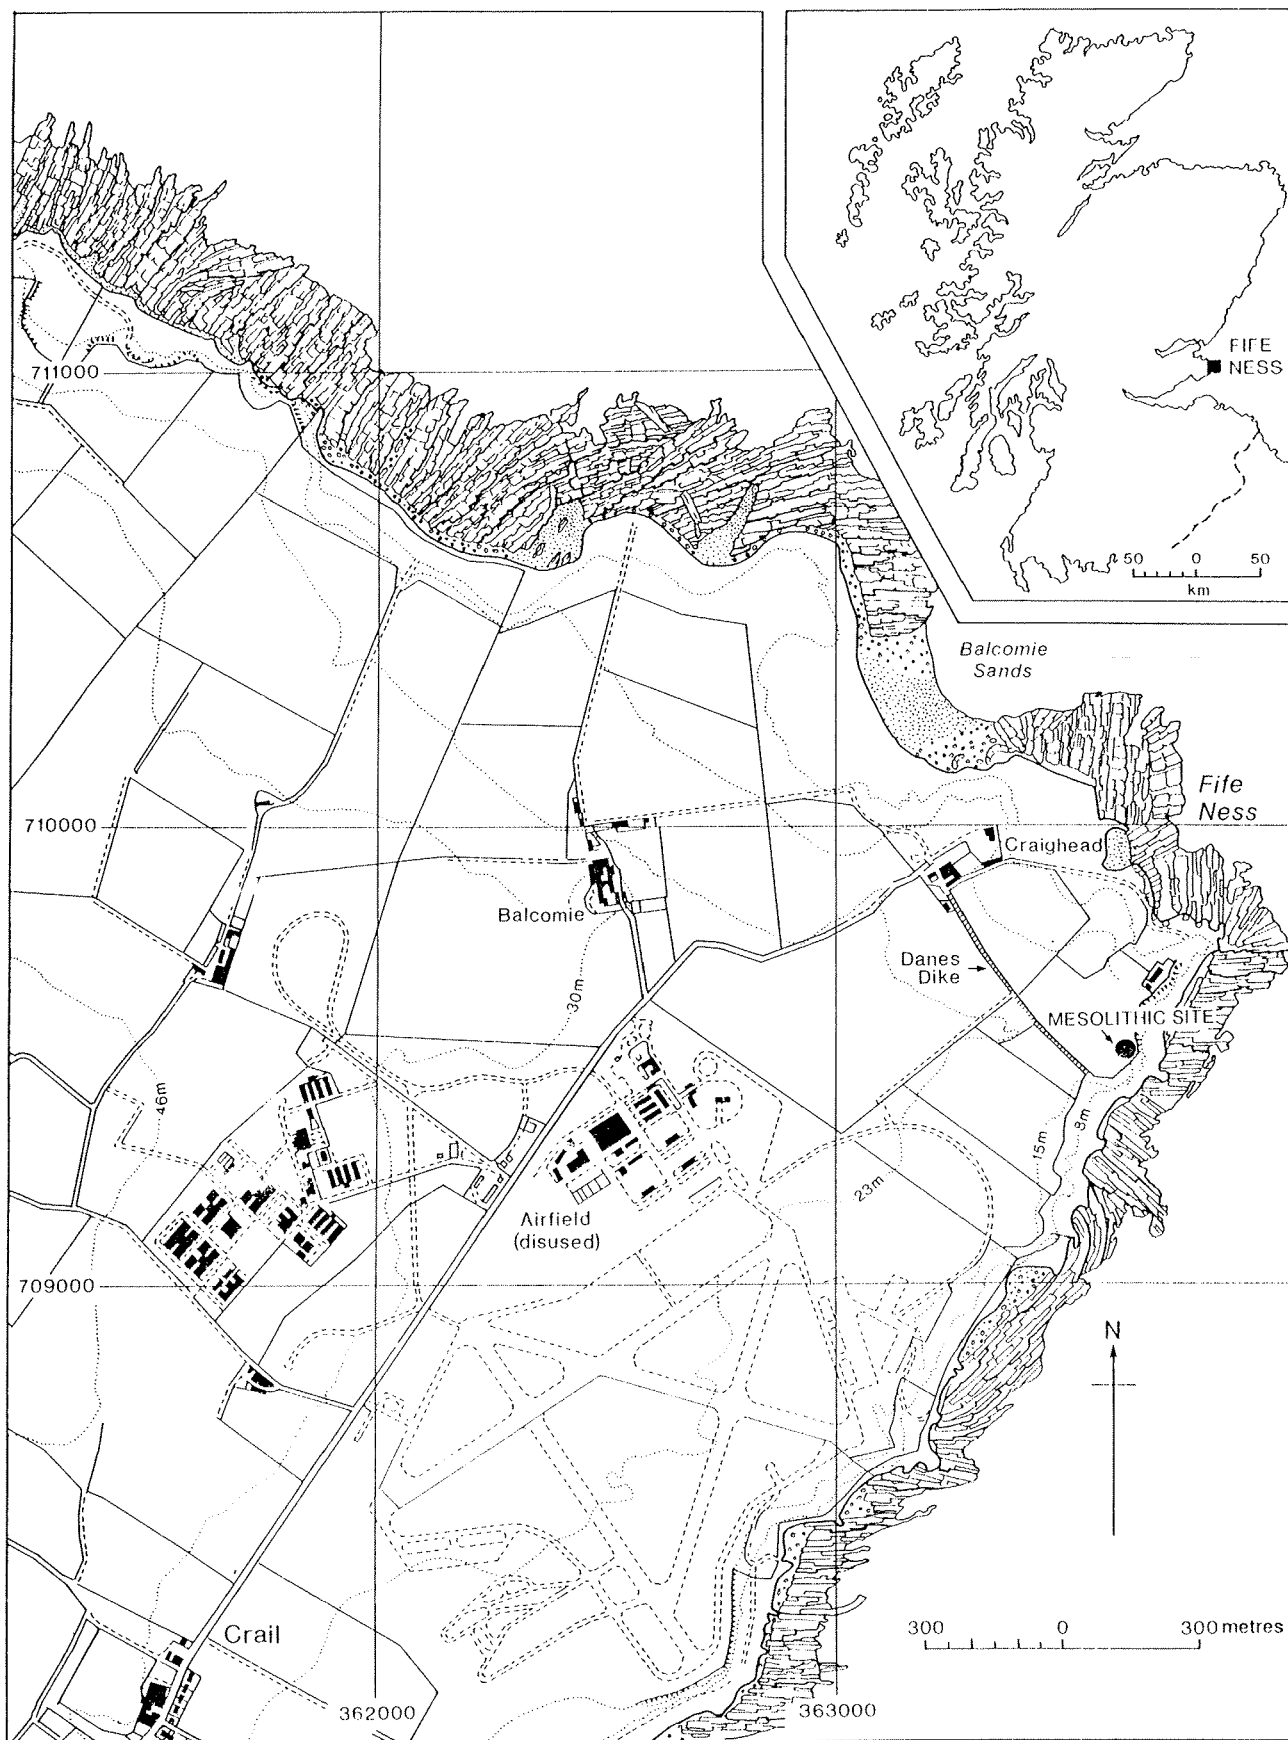 FIFE
NESS
50 0 50
km
711000
Balcomie
Sands
Fife
Ness
710000
Craighead
Balcomie
Danes
Dike
30m
MESOLITHIC SITE
46m
15m
8m
23m
Airfield
(disused)
709000
N
Crail
300 0 300 metres
362000
363000